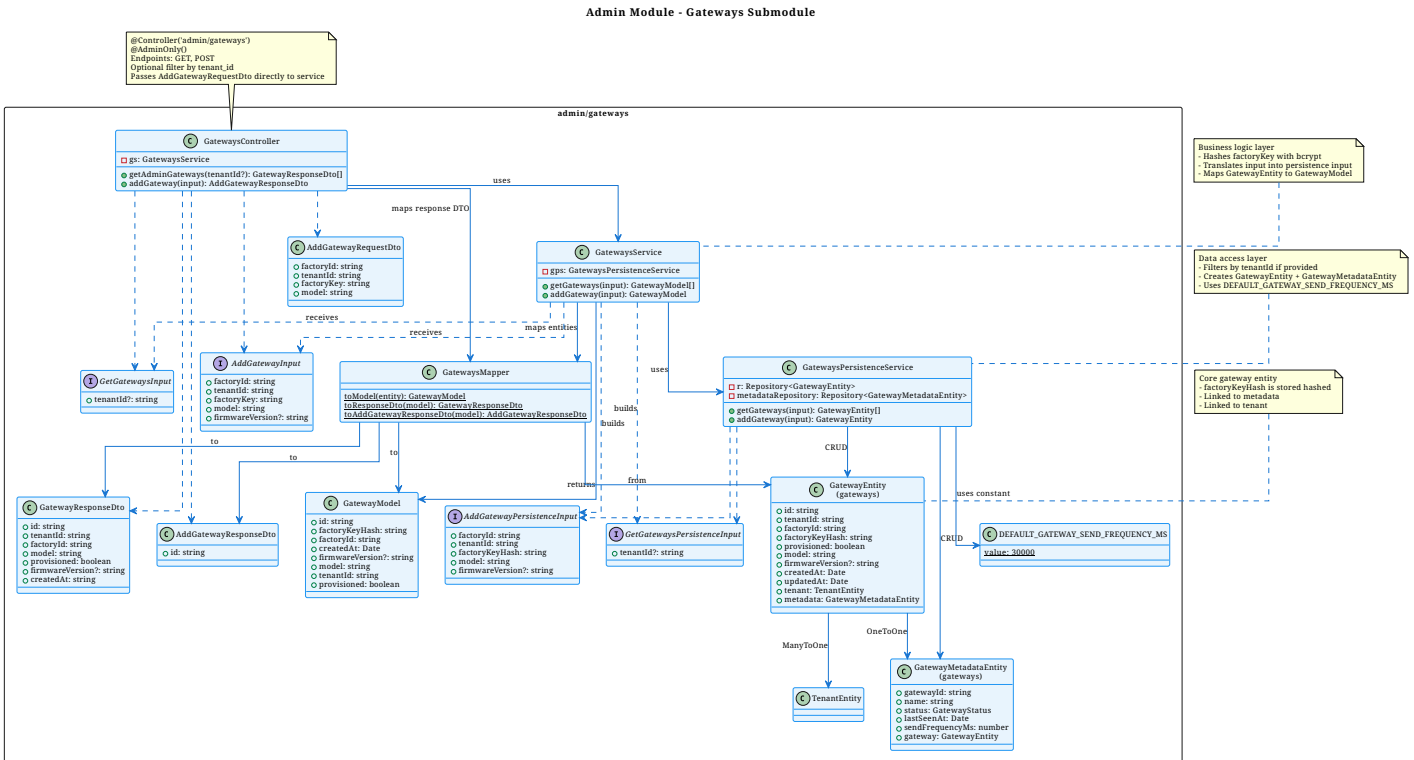 Admin Module - Gateways Submodule
@Controller('admin/gateways')
@AdminOnly()
Endpoints: GET, POST
Optional filter by tenant_id
Passes AddGatewayRequestDto directly to service
admin/gateways
C GatewaysController
gs: GatewaysService
getAdminGateways(tenantId?): GatewayResponseDto[]
addGateway(input): AddGatewayResponseDto
Business logic layer
- Hashes factoryKey with bcrypt
- Translates input into persistence input
- Maps GatewayEntity to GatewayModel
uses
maps response DTO
C AddGatewayRequestDto
factoryId: string
tenantId: string
factoryKey: string
model: string
C GatewaysService
gps: GatewaysPersistenceService
getGateways(input): GatewayModel[]
addGateway(input): GatewayModel
Data access layer
- Filters by tenantId if provided
- Creates GatewayEntity + GatewayMetadataEntity
- Uses DEFAULT_GATEWAY_SEND_FREQUENCY_MS
receives
receives
maps entities
uses
I GetGatewaysInput
tenantId?: string
I AddGatewayInput
factoryId: string
tenantId: string
factoryKey: string
model: string
firmwareVersion?: string
C GatewaysMapper
toModel(entity): GatewayModel
toResponseDto(model): GatewayResponseDto
toAddGatewayResponseDto(model): AddGatewayResponseDto
C GatewaysPersistenceService
r: Repository<GatewayEntity>
metadataRepository: Repository<GatewayMetadataEntity>
getGateways(input): GatewayEntity[]
addGateway(input): GatewayEntity
Core gateway entity
- factoryKeyHash is stored hashed
- Linked to metadata
- Linked to tenant
builds
builds
to
to
to
CRUD
returns
from
uses constant
CRUD
C GatewayResponseDto
id: string
tenantId: string
factoryId: string
model: string
provisioned: boolean
firmwareVersion?: string
createdAt: string
C AddGatewayResponseDto
id: string
C GatewayModel
id: string
factoryKeyHash: string
factoryId: string
createdAt: Date
firmwareVersion?: string
model: string
tenantId: string
provisioned: boolean
I AddGatewayPersistenceInput
factoryId: string
tenantId: string
factoryKeyHash: string
model: string
firmwareVersion?: string
I GetGatewaysPersistenceInput
tenantId?: string
C GatewayEntity
(gateways)
id: string
tenantId: string
factoryId: string
factoryKeyHash: string
provisioned: boolean
model: string
firmwareVersion?: string
createdAt: Date
updatedAt: Date
tenant: TenantEntity
metadata: GatewayMetadataEntity
C DEFAULT_GATEWAY_SEND_FREQUENCY_MS
value: 30000
ManyToOne
OneToOne
C TenantEntity
C GatewayMetadataEntity
(gateways)
gatewayId: string
name: string
status: GatewayStatus
lastSeenAt: Date
sendFrequencyMs: number
gateway: GatewayEntity